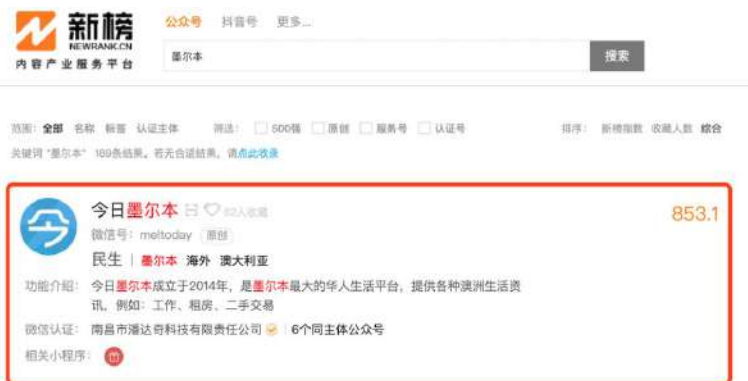 新榜
NEWRANK.CN
内容产业服务平台
公众号 抖音号 更多...
墨尔本
搜索
范围: 全部 名称 标签 认证主体 筛选: 500强 原创 服务号 认证号 排序: 新榜指数 收藏人数 综合
关键词 "墨尔本" 189条结果。若无合适结果, 请点此收录
今日墨尔本 82人收藏
853.1
微信号: meltoday 原创
民生 | 墨尔本 海外 澳大利亚
功能介绍: 今日墨尔本成立于2014年, 是墨尔本最大的华人生活平台, 提供各种澳洲生活资
讯, 例如: 工作、租房、二手交易
微信认证: 南昌市潘达奇科技有限责任公司 6个同主体公众号
相关小程序: